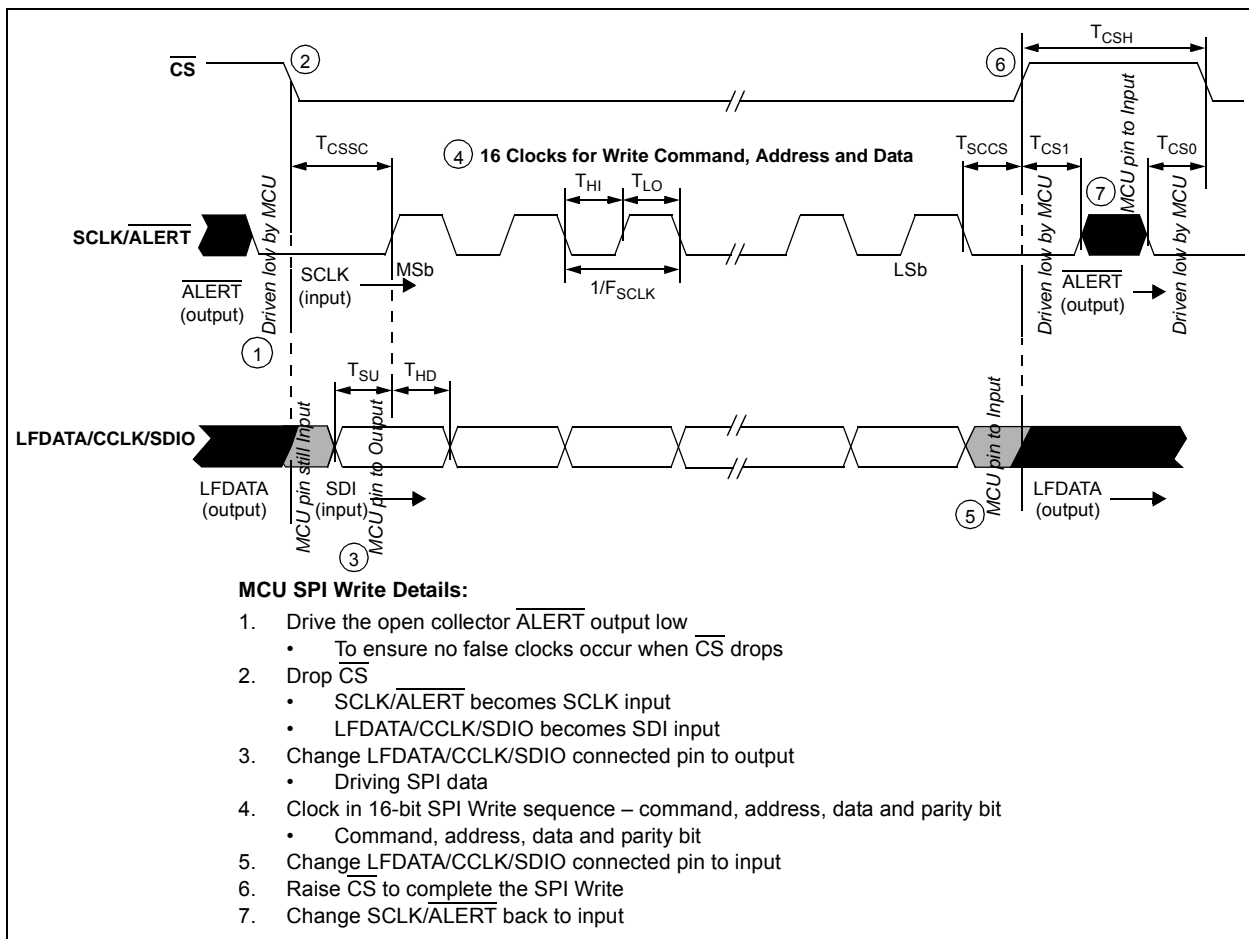 CS
2
6
TCSH
TCSSC
4 16 Clocks for Write Command, Address and Data
TSCCS
TCS1
MCU pin to Input
TCS0
THI
TLO
7
SCLK/ALERT
Driven low by MCU
SCLK
(input)
MSb
1/FSCLK
LSb
Driven low by MCU
ALERT
(output)
Driven low by MCU
ALERT
(output)
1
TSU
THD
LFDATA/CCLK/SDIO
MCU pin still Input
MCU pin to Output
MCU pin to Input
LFDATA
(output)
SDI
(input)
3
5
LFDATA
(output)
MCU SPI Write Details:
1. Drive the open collector ALERT output low
• To ensure no false clocks occur when CS drops
2. Drop CS
• SCLK/ALERT becomes SCLK input
• LFDATA/CCLK/SDIO becomes SDI input
3. Change LFDATA/CCLK/SDIO connected pin to output
• Driving SPI data
4. Clock in 16-bit SPI Write sequence – command, address, data and parity bit
• Command, address, data and parity bit
5. Change LFDATA/CCLK/SDIO connected pin to input
6. Raise CS to complete the SPI Write
7. Change SCLK/ALERT back to input